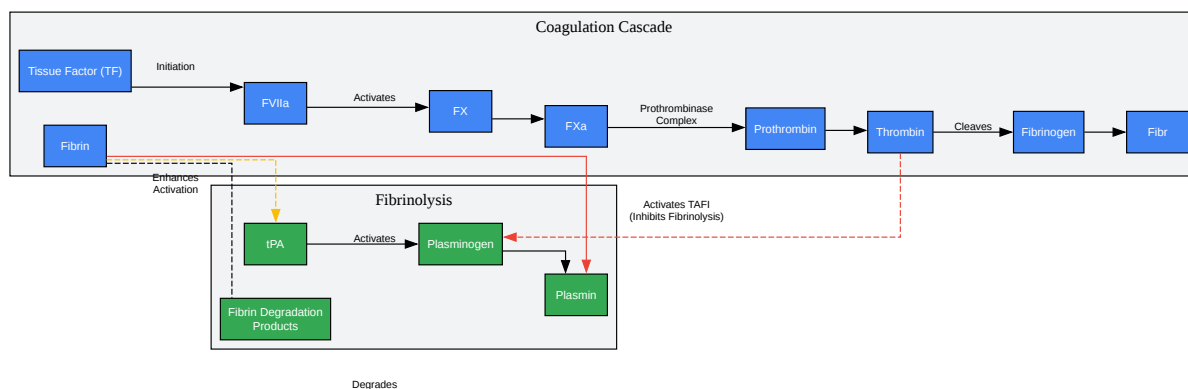 Coagulation Cascade
Tissue Factor (TF)
Initiation
FVIIa
Activates
FX
FXa
Prothrombinase
Complex
Prothrombin
Thrombin
Cleaves
Fibrinogen
Fibr
Fibrin
Enhances
Activation
Fibrinolysis
Activates TAFI
(Inhibits Fibrinolysis)
tPA
Activates
Plasminogen
Plasmin
Fibrin Degradation
Products
Degrades